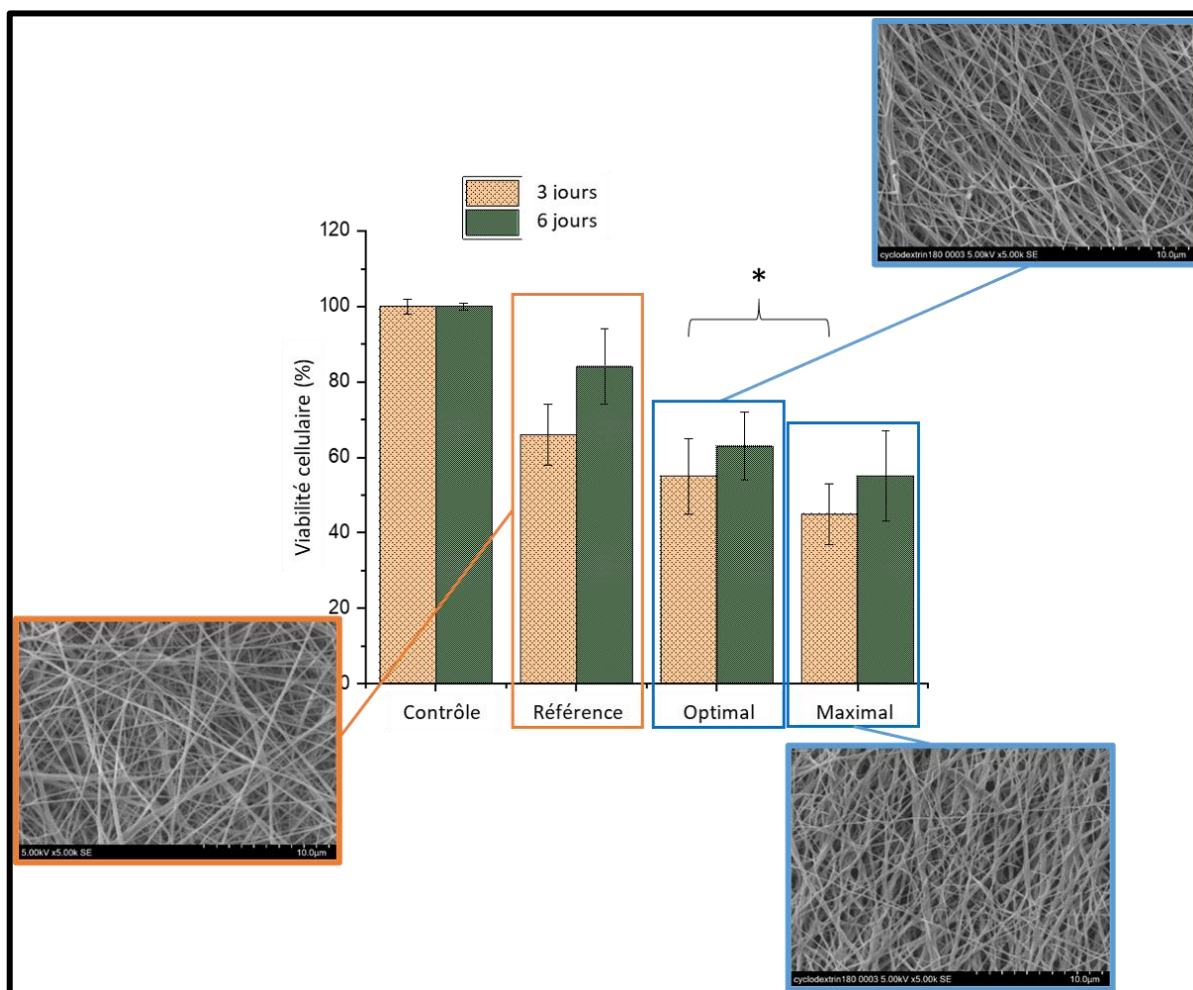 cyclodextrin180 0003 5.00kV x5.00k SE 10.0µm
3 jours
6 jours
*
Viabilité cellulaire (%)
120
100
80
60
40
20
0
Contrôle Référence Optimal Maximal
5.00kV x5.00k SE 10.0µm
cyclodextrin180 0003 5.00kV x5.00k SE 10.0µm